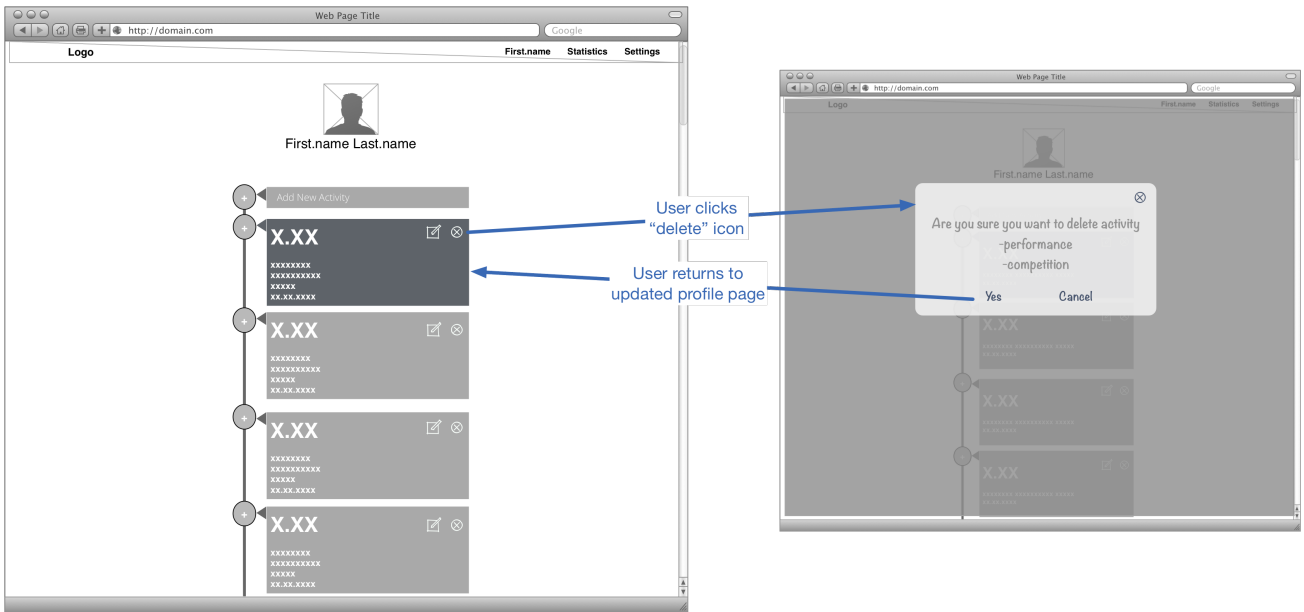 Web Page Title
http://domain.com
Google
Logo
First.name Statistics Settings
First.name Last.name
+ Add New Activity
+
X.XX
xxxxxxxx
xxxxxxxxxx
xxxxx
xx.xx.xxxx
+
X.XX
xxxxxxxx
xxxxxxxxxx
xxxxx
xx.xx.xxxx
+
X.XX
xxxxxxxx
xxxxxxxxxx
xxxxx
xx.xx.xxxx
+
X.XX
xxxxxxxx
xxxxxxxxxx
xxxxx
xx.xx.xxxx
User clicks
“delete” icon
User returns to
updated profile page
Web Page Title
http://domain.com
Google
Logo
First.name Statistics Settings
First.name Last.name
Are you sure you want to delete activity
-performance
-competition
Yes Cancel
X.XX
X.XX
X.XX